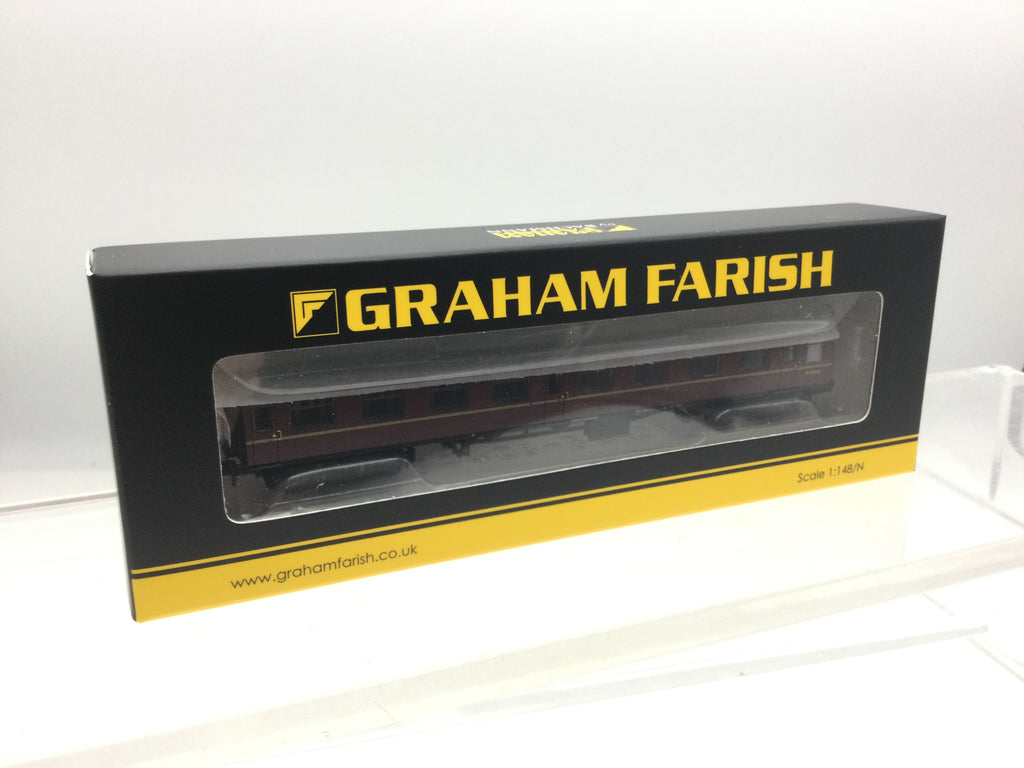 GRAHAM FARISH
Scale 1:148/N
www.grahamfarish.co.uk